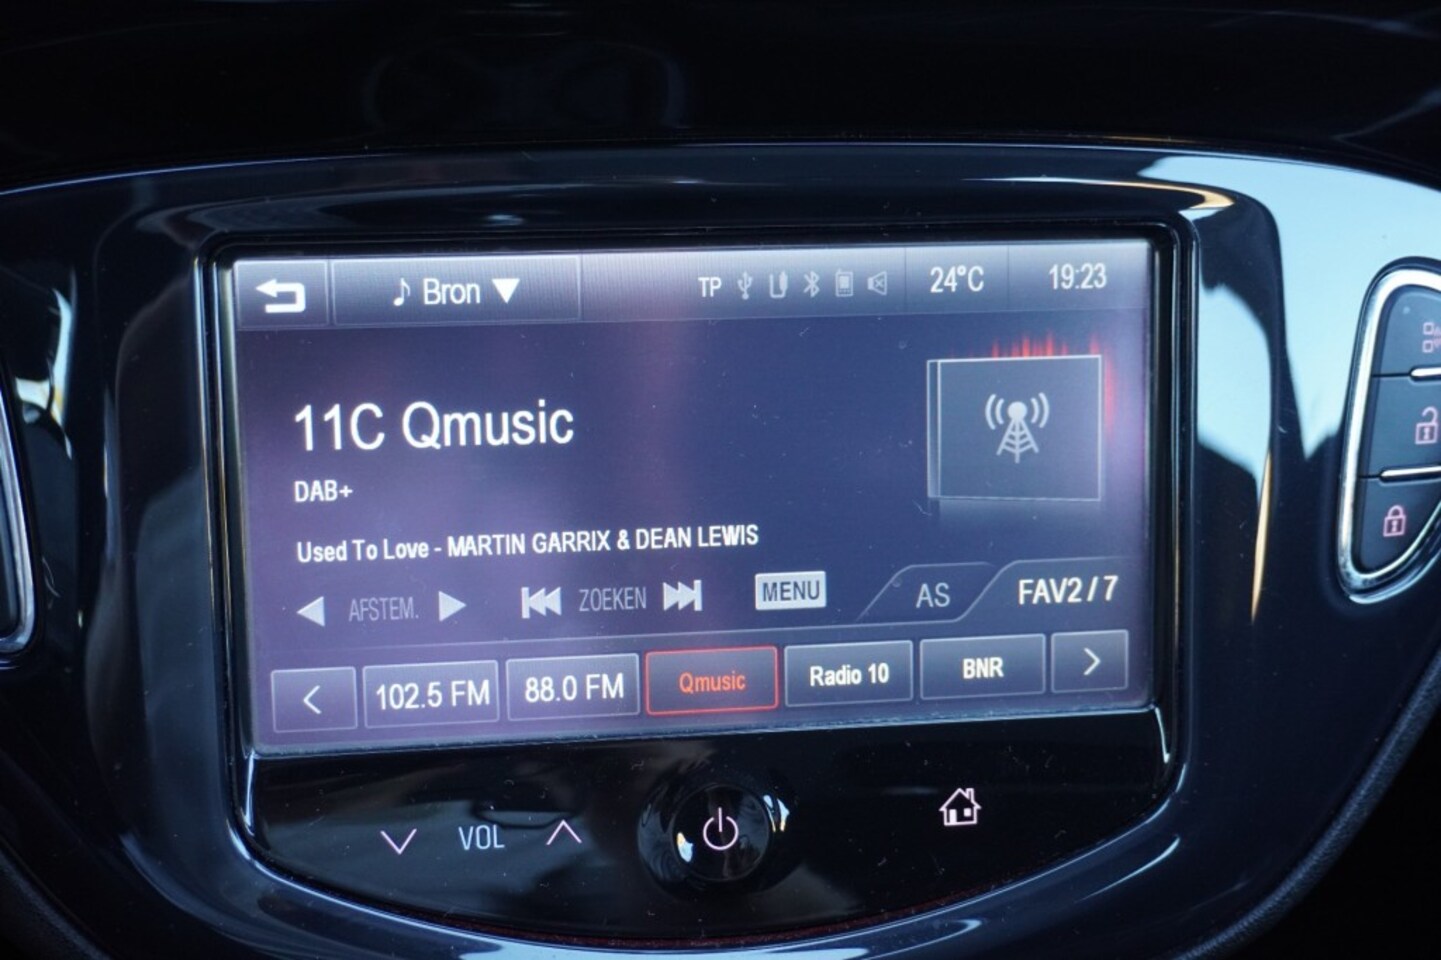 Bron TP 24°C 19:23
11C Qmusic
DAB+
Used To Love - MARTIN GARRIX & DEAN LEWIS
AFSTEM. ZOEKEN MENU AS FAV2 / 7
< 102.5 FM 88.0 FM Qmusic Radio 10 BNR >
VOL